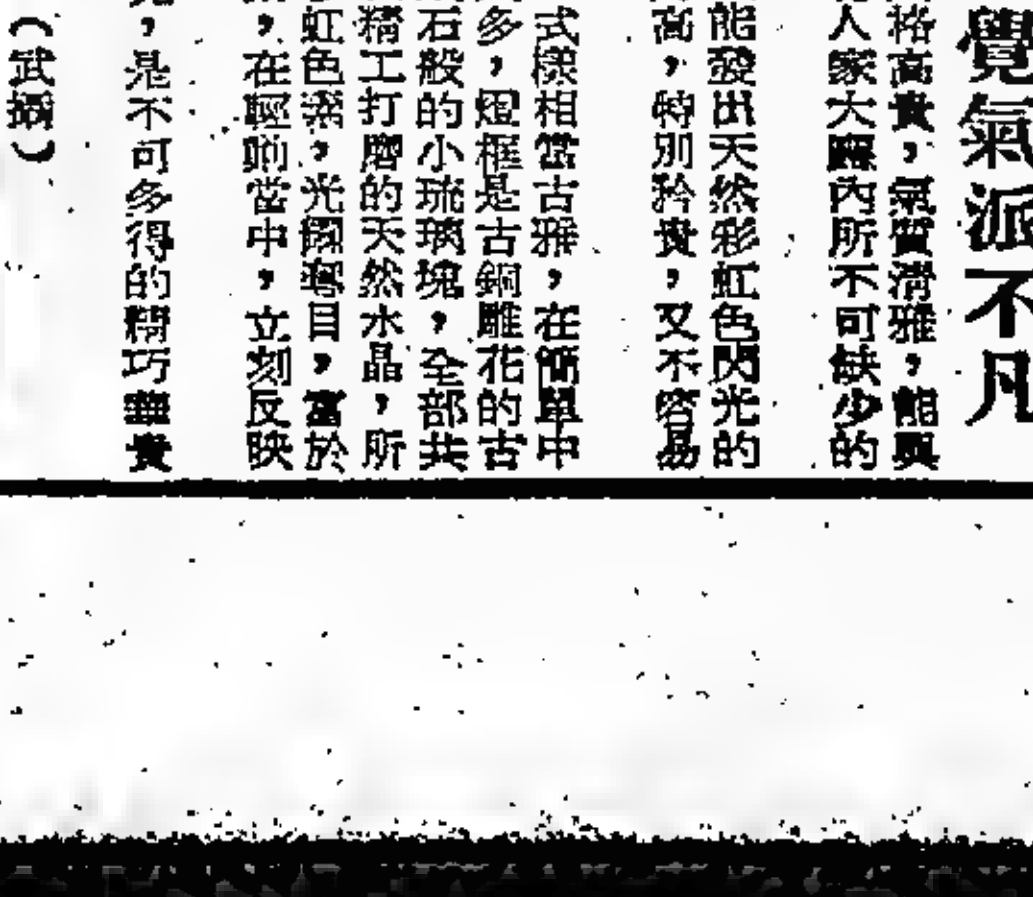 覺氣派不凡
格高貴，氣質清雅，能與
人家大廳內所不可缺少的
能發出天然彩虹色閃光的
高，特別矜貴，又不容易
式樣相當古雅，在簡單中
多，燈框是古銅雕花的古
石般的小琉璃塊，全部共
精工打磨的天然水晶，所
虹色彩，光耀奪目，富於
，在輕的當中，立刻反映
，是不可多得的精巧華貴
（武攝）